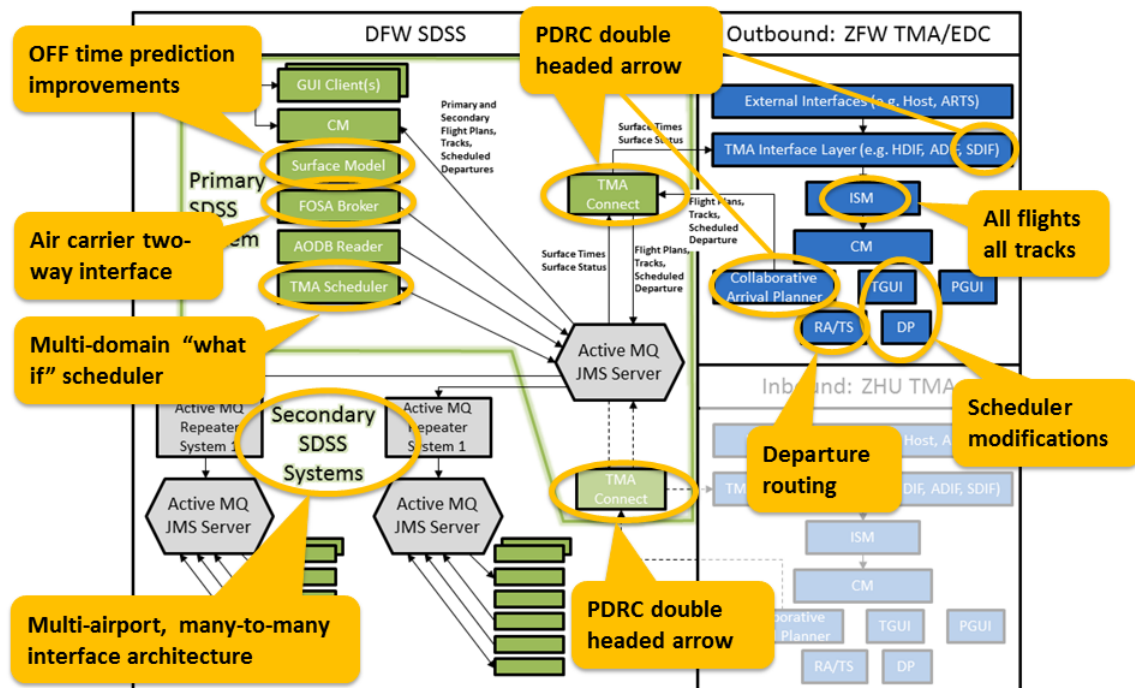 DFW SDSS
Outbound: ZFW TMA/EDC
OFF time prediction
improvements
PDRC double
headed arrow
GUI Client(s)
CM
Surface Model
FOSA Broker
AODB Reader
TMA Scheduler
Primary
SDSS
Primary and
Secondary
Flight Plans,
Tracks,
Scheduled
Departures
Surface Times
Surface Status
External Interfaces (e.g. Host, ARTS)
TMA Interface Layer (e.g. HDIF, ADIF, SDIF)
TMA
Connect
ISM
CM
Collaborative
Arrival Planner
TGUI
PGUI
RA/TS
DP
Flight Plans,
Tracks,
Scheduled
Departure
Surface Times
Surface Status
Flight Plans,
Tracks,
Scheduled
Departure
All flights
all tracks
Air carrier two-
way interface
Multi-domain “what
if” scheduler
Active MQ
JMS Server
Inbound: ZHU TMA
Active MQ
Repeater
System 1
Secondary
SDSS
Systems
Active MQ
Repeater
System 1
Scheduler
modifications
Departure
routing
Host, A
TM
DIF, ADIF, SDIF)
TMA
Connect
Active MQ
JMS Server
Active MQ
JMS Server
ISM
CM
borative
Planner
TGUI
PGUI
RA/TS
DP
Multi-airport, many-to-many
interface architecture
PDRC double
headed arrow